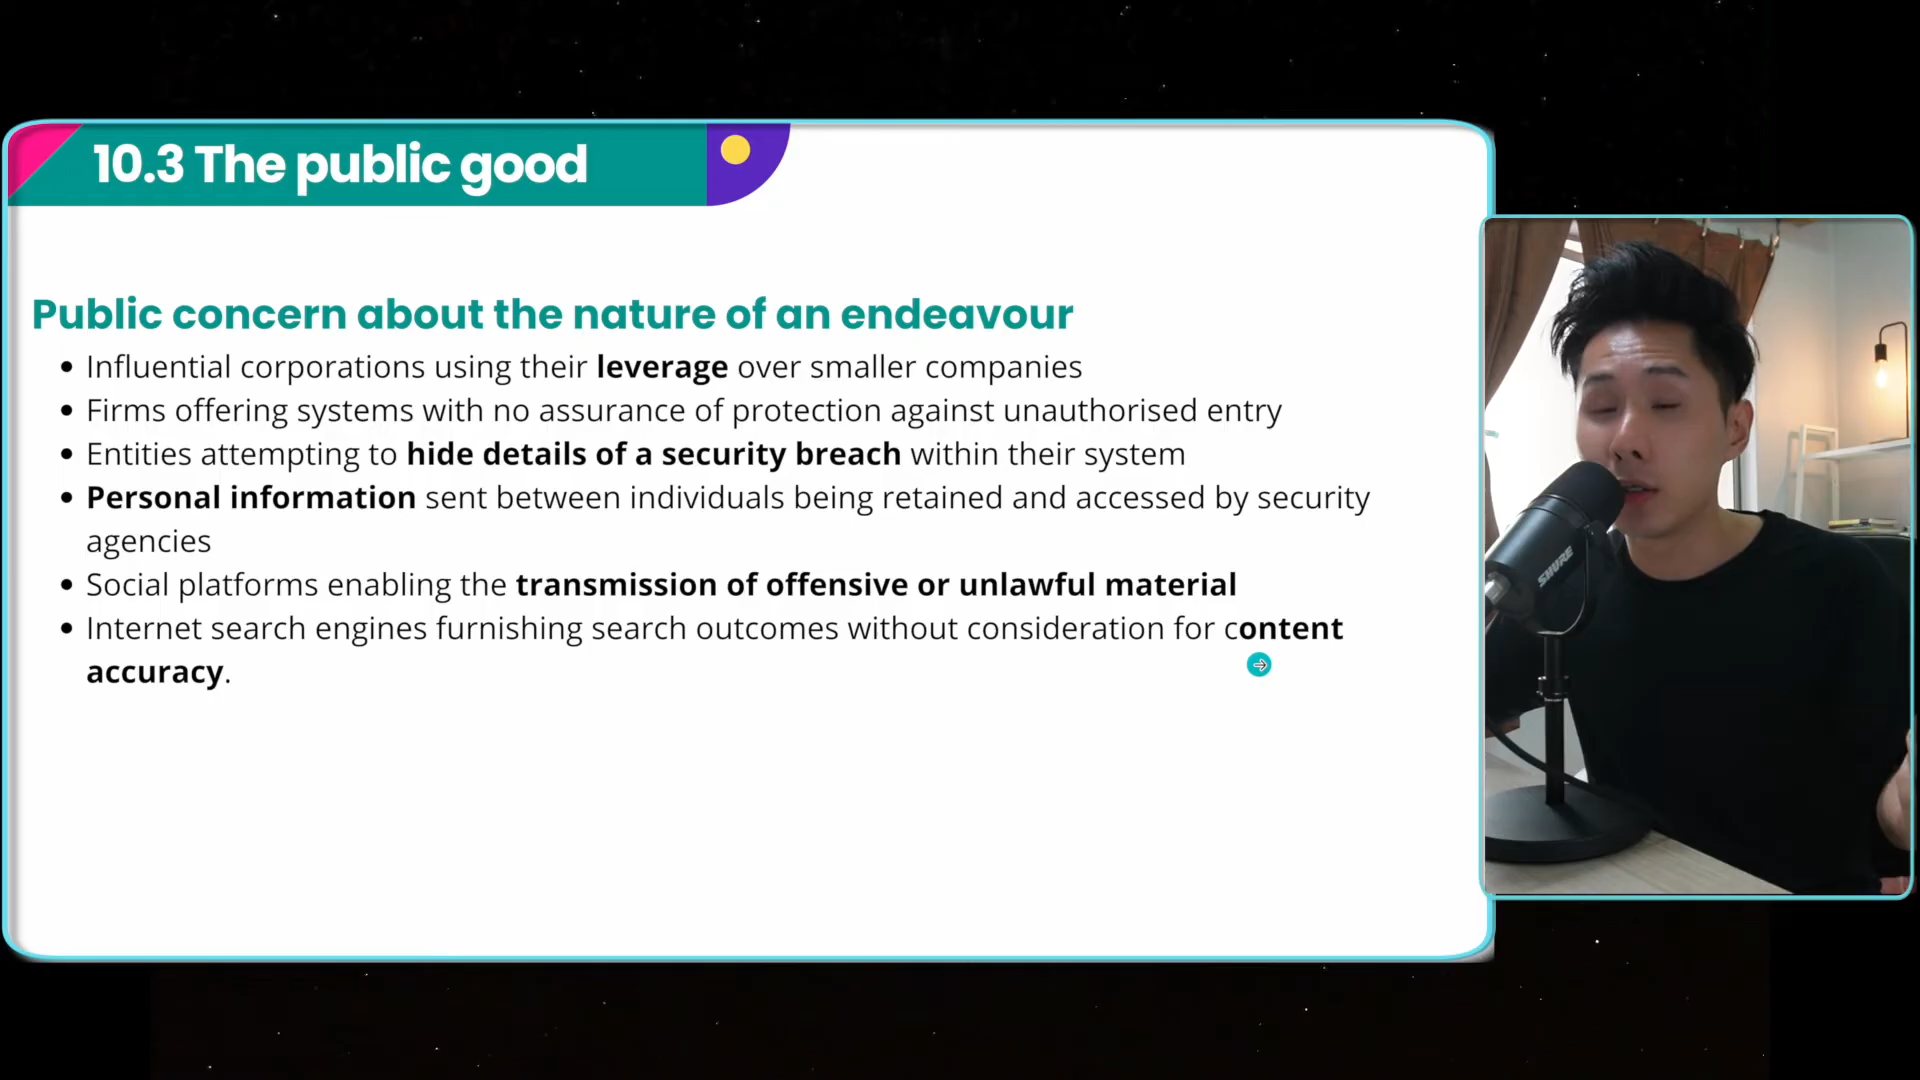 10.3 The public good
Public concern about the nature of an endeavour
• Influential corporations using their leverage over smaller companies
• Firms offering systems with no assurance of protection against unauthorised entry
• Entities attempting to hide details of a security breach within their system
• Personal information sent between individuals being retained and accessed by security
agencies
• Social platforms enabling the transmission of offensive or unlawful material
• Internet search engines furnishing search outcomes without consideration for content
accuracy.
SHURE